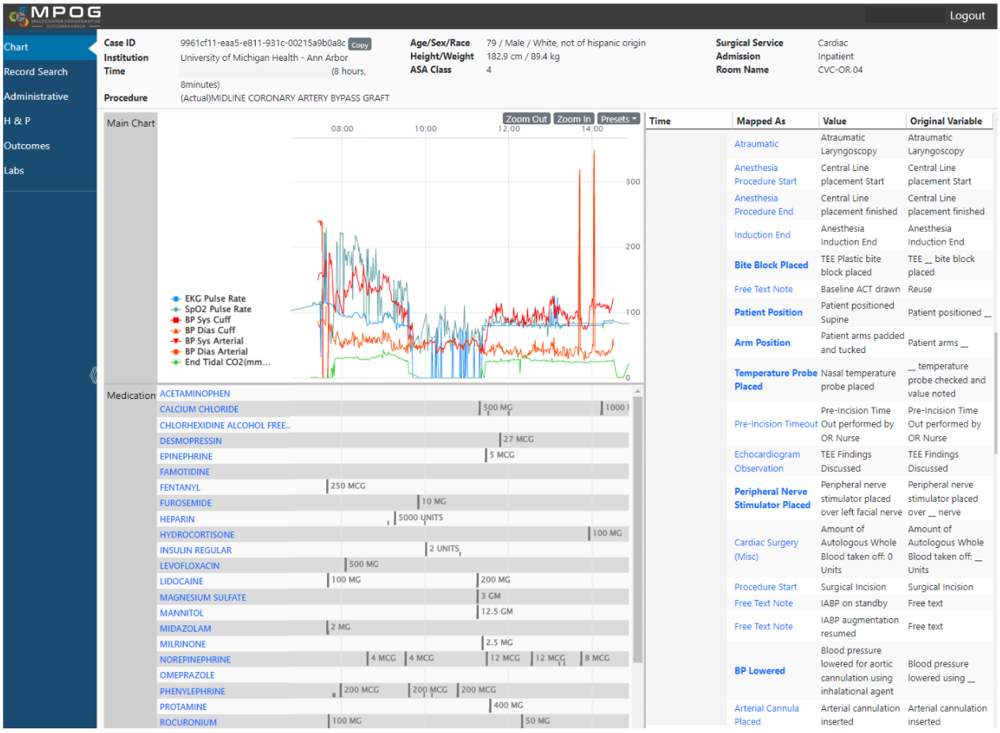 MPOG
MULTICENTER PERIOPERATIVE
OUTCOMES GROUP
Logout
Chart
Record Search
Administrative
H & P
Outcomes
Labs
Case ID 9961cf11-eaa5-e811-931c-00215a9b0a8c Copy
Institution University of Michigan Health - Ann Arbor
Time (8 hours,
8minutes)
Procedure (Actual)MIDLINE CORONARY ARTERY BYPASS GRAFT
Age/Sex/Race 79 / Male / White, not of hispanic origin
Height/Weight 182.9 cm / 89.4 kg
ASA Class 4
Surgical Service Cardiac
Admission Inpatient
Room Name CVC-OR 04
Main Chart
Zoom Out Zoom In Presets
08:00 10:00 12:00 14:00
300
200
100
0
EKG Pulse Rate
SpO2 Pulse Rate
BP Sys Cuff
BP Dias Cuff
BP Sys Arterial
BP Dias Arterial
End Tidal CO2(mm...
Medication
ACETAMINOPHEN
CALCIUM CHLORIDE 500 MG 1000
CHLORHEXIDINE ALCOHOL FREE..
DESMOPRESSIN 27 MCG
EPINEPHRINE 5 MCG
FAMOTIDINE
FENTANYL 250 MCG
FUROSEMIDE 10 MG
HEPARIN 5000 UNITS
HYDROCORTISONE 100 MG
INSULIN REGULAR 2 UNITS
LEVOFLOXACIN 500 MG
LIDOCAINE 100 MG 200 MG
MAGNESIUM SULFATE 3 GM
MANNITOL 12.5 GM
MIDAZOLAM 2 MG
MILRINONE 2.5 MG
NOREPINEPHRINE 4 MCG 4 MCG 12 MCG 12 MCG 8 MCG
OMEPRAZOLE
PHENYLEPHRINE 200 MCG 200 MCG 200 MCG
PROTAMINE 400 MG
ROCURONIUM 100 MG 50 MG
Time Mapped As Value Original Variable
Atraumatic
Atraumatic
Laryngoscopy
Atraumatic
Laryngoscopy
Anesthesia
Procedure Start
Central Line
placement Start
Central Line
placement Start
Anesthesia
Procedure End
Central Line
placement finished
Central Line
placement finished
Induction End
Anesthesia
Induction End
Anesthesia
Induction End
Bite Block Placed
TEE Plastic bite
block placed
TEE __ bite block
placed
Free Text Note Baseline ACT drawn Reuse
Patient Position
Patient positioned
Supine
Patient positioned __
Arm Position
Patient arms padded
and tucked
Patient arms __
Temperature Probe
Placed
Nasal temperature
probe placed
__ temperature
probe checked and
value noted
Pre-Incision Timeout
Pre-Incision Time
Out performed by
OR Nurse
Pre-Incision Time
Out performed by
OR Nurse
Echocardiogram
Observation
TEE Findings
Discussed
TEE Findings
Discussed
Peripheral Nerve
Stimulator Placed
Peripheral nerve
stimulator placed
over left facial nerve
Peripheral nerve
stimulator placed
over __ nerve
Cardiac Surgery
(Misc)
Amount of
Autologous Whole
Blood taken off: 0
Units
Amount of
Autologous Whole
Blood taken off: __
Units
Procedure Start Surgical Incision Surgical Incision
Free Text Note IABP on standby Free text
Free Text Note
IABP augmentation
resumed
Free text
BP Lowered
Blood pressure
lowered for aortic
cannulation using
inhalational agent
Blood pressure
lowered using __
Arterial Cannula
Placed
Arterial cannulation
inserted
Arterial cannulation
inserted